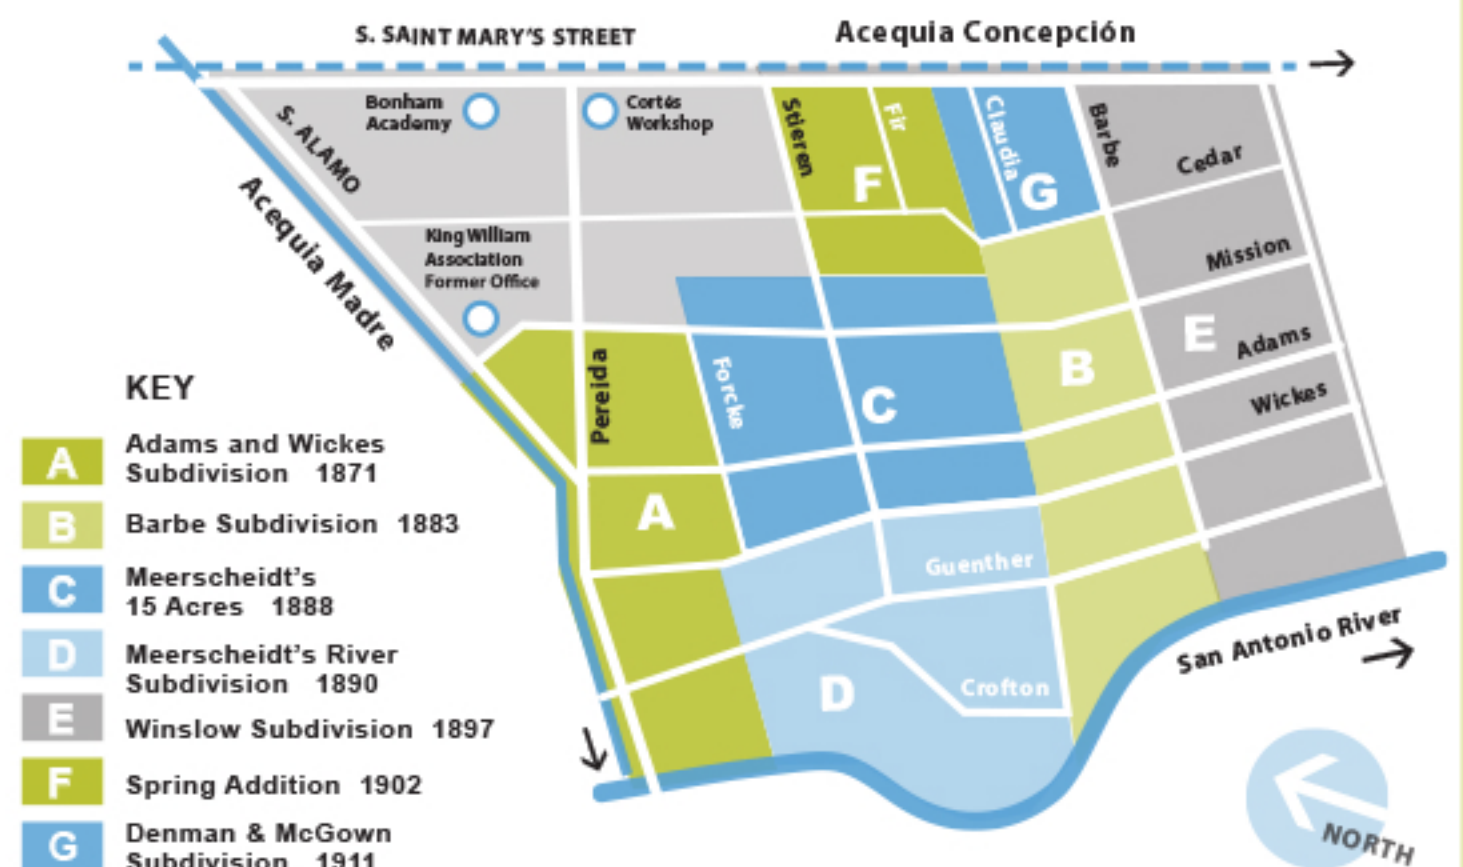 S. SAINT MARY'S STREET
Acequia Concepción
S. ALAMO
Bonham
Academy
Cortés
Workshop
Stieren
Fir
Claudia
Barbe
Cedar
F
G
Acequia Madre
King William
Association
Former Office
Mission
E
Adams
Wickes
Pereida
Forcke
C
B
A
Guenther
D
Crofton
San Antonio River
NORTH
KEY
A Adams and Wickes
Subdivision 1871
B Barbe Subdivision 1883
C Meerscheidt's
15 Acres 1888
D Meerscheidt's River
Subdivision 1890
E Winslow Subdivision 1897
F Spring Addition 1902
G Denman & McGown
Subdivision 1911